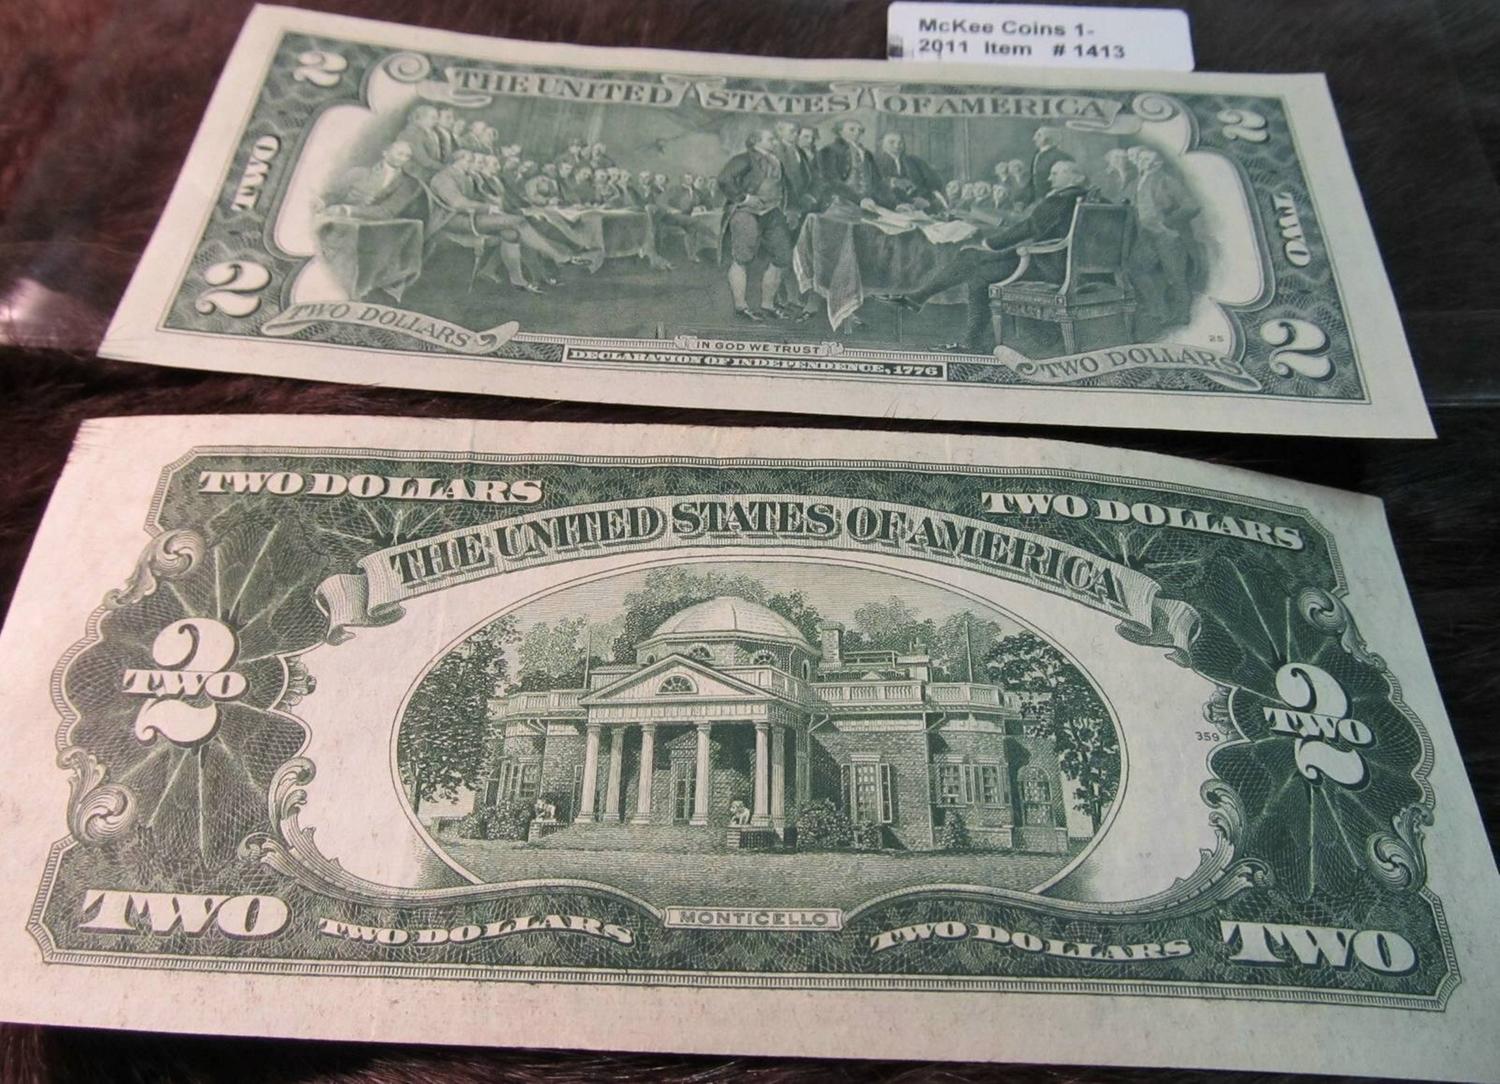 McKee Coins 1-
2011 Item # 1413
2
THE UNITED STATES OF AMERICA
2
TWO
TWO
2
TWO DOLLARS
IN GOD WE TRUST
DECLARATION OF INDEPENDENCE, 1776
25
TWO DOLLARS
2
TWO DOLLARS
TWO DOLLARS
THE UNITED STATES OF AMERICA
2
TWO
2
TWO
359
TWO
TWO DOLLARS
MONTICELLO
TWO DOLLARS
TWO